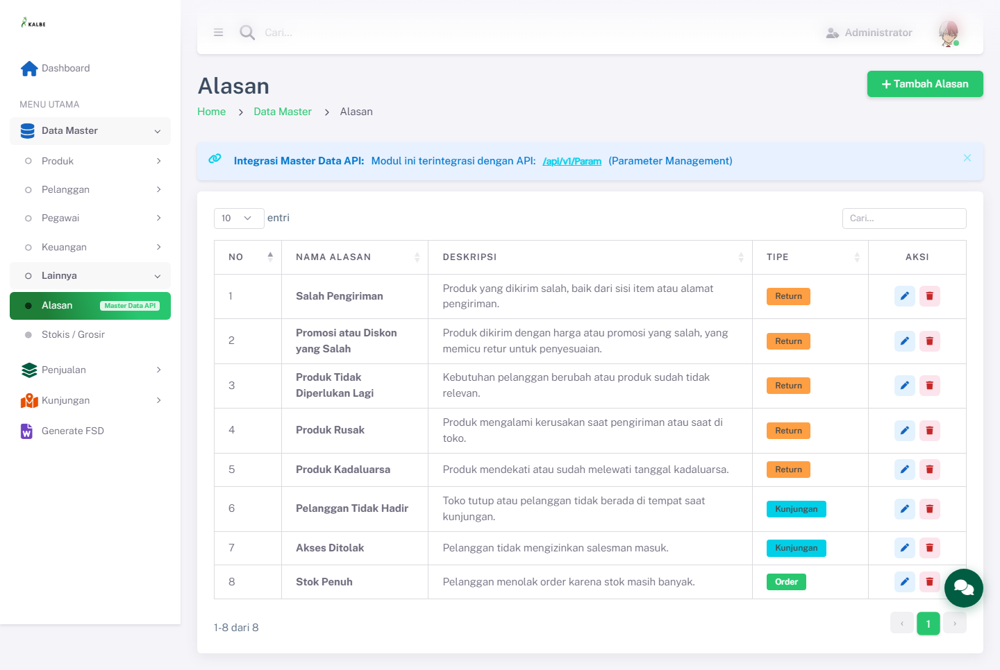 KALBE
Cari...
Administrator
Dashboard
MENU UTAMA
Data Master
Produk
Pelanggan
Pegawai
Keuangan
Lainnya
Alasan Master Data API
Stokis / Grosir
Penjualan
Kunjungan
Generate FSD
Alasan
+ Tambah Alasan
Home > Data Master > Alasan
Integrasi Master Data API: Modul ini terintegrasi dengan API: /api/v1/Param (Parameter Management)
10 entri
Cari...
NO NAMA ALASAN DESKRIPSI TIPE AKSI
1 Salah Pengiriman Produk yang dikirim salah, baik dari sisi item atau alamat
pengiriman. Return
2 Promosi atau Diskon
yang Salah Produk dikirim dengan harga atau promosi yang salah, yang
memicu retur untuk penyesuaian. Return
3 Produk Tidak
Diperlukan Lagi Kebutuhan pelanggan berubah atau produk sudah tidak
relevan. Return
4 Produk Rusak Produk mengalami kerusakan saat pengiriman atau saat di
toko. Return
5 Produk Kadaluarsa Produk mendekati atau sudah melewati tanggal kadaluarsa. Return
6 Pelanggan Tidak Hadir Toko tutup atau pelanggan tidak berada di tempat saat
kunjungan. Kunjungan
7 Akses Ditolak Pelanggan tidak mengizinkan salesman masuk. Kunjungan
8 Stok Penuh Pelanggan menolak order karena stok masih banyak. Order
1-8 dari 8
‹ 1 ›